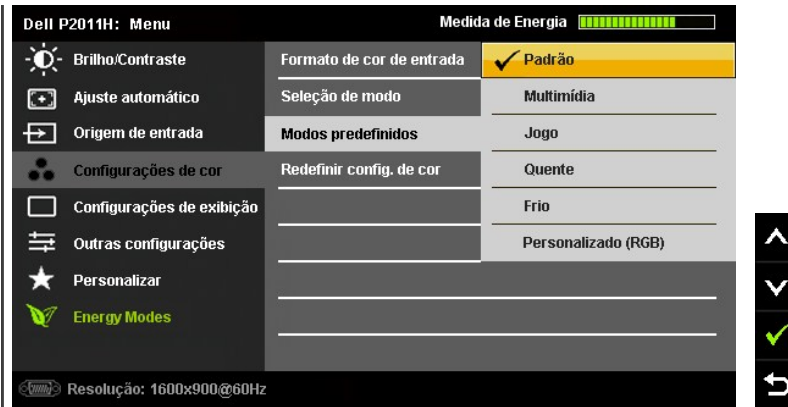 Dell P2011H: Menu
Medida de Energia
Brilho/Contraste
Formato de cor de entrada
Padrão
Ajuste automático
Seleção de modo
Multimídia
Origem de entrada
Modos predefinidos
Jogo
Configurações de cor
Redefinir config. de cor
Quente
Configurações de exibição
Frio
Outras configurações
Personalizado (RGB)
Personalizar
Energy Modes
Resolução: 1600x900@60Hz